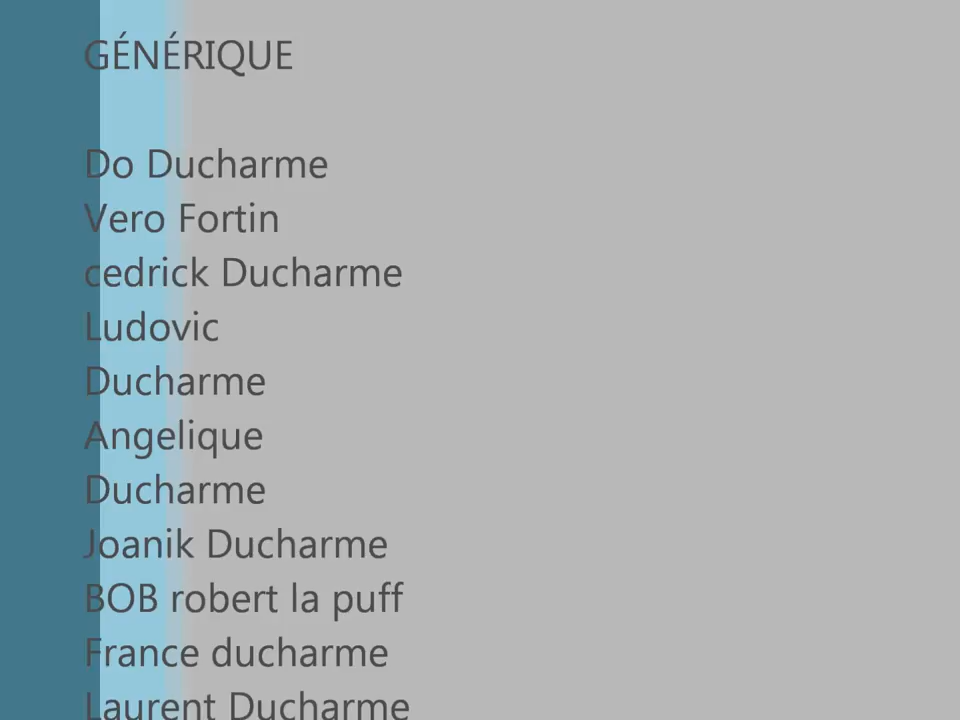 GÉNÉRIQUE
Do Ducharme
Vero Fortin
cedrick Ducharme
Ludovic
Ducharme
Angelique
Ducharme
Joanik Ducharme
BOB robert la puff
France ducharme
Laurent Ducharme